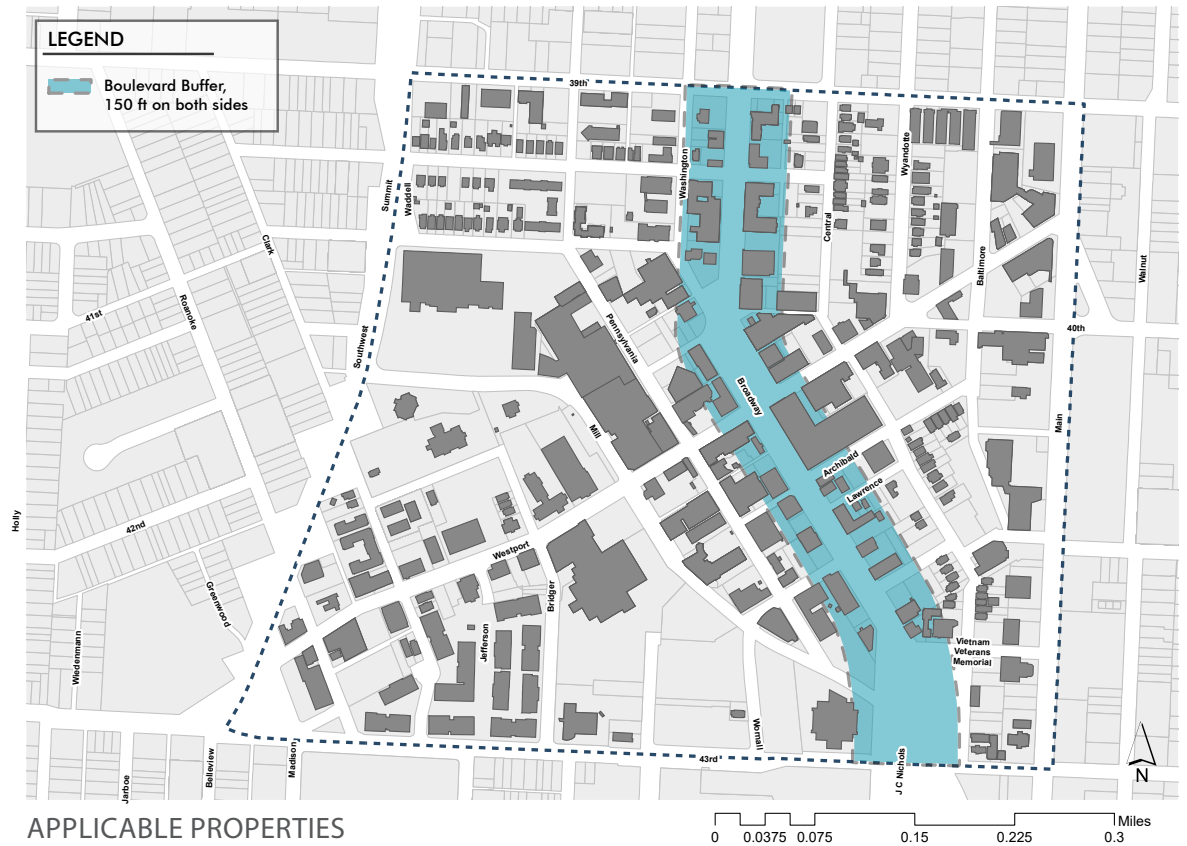 LEGEND
Boulevard Buffer,
150 ft on both sides
39th
Washington
Wyandotte
Summit
Waddell
Central
Clark
Baltimore
Walnut
41st
Roanoke
Southwest
Pennsylvania
40th
Broadway
Main
Mill
Archibald
Lawrence
Holly
42nd
Westport
Greenwood
Bridger
Jefferson
Wiedenmann
Vietnam
Veterans
Memorial
Wornall
43rd
Madison
Belleview
Jarboe
J C Nichols
N
APPLICABLE PROPERTIES
Miles
0 0.0375 0.075 0.15 0.225 0.3